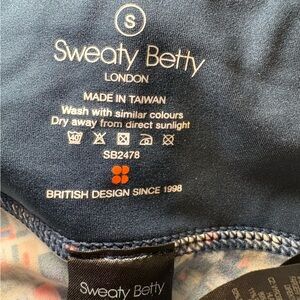 S
Sweaty Betty
LONDON
MADE IN TAIWAN
Wash with similar colours
Dry away from direct sunlight
40
SB2478
BRITISH DESIGN SINCE 1998
Sweaty Betty